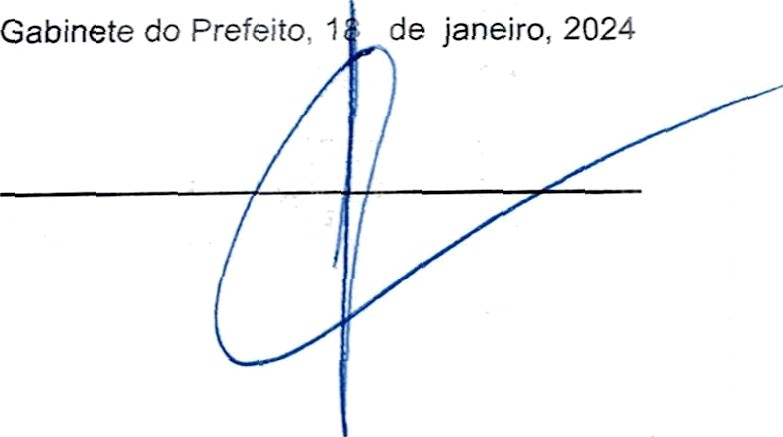 Gabinete do Prefeito, 18 de janeiro, 2024